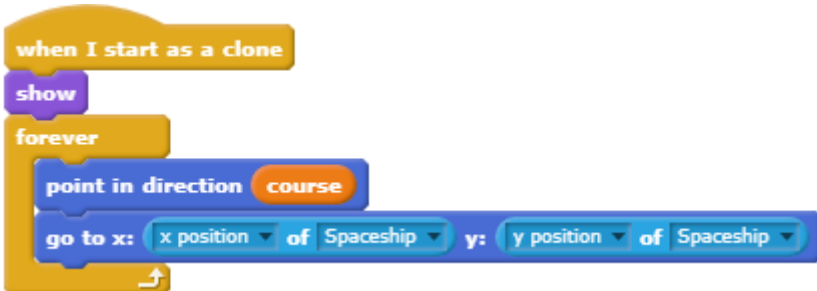 when I start as a clone
show
forever
point in direction course
go to x: x position of Spaceship y: y position of Spaceship